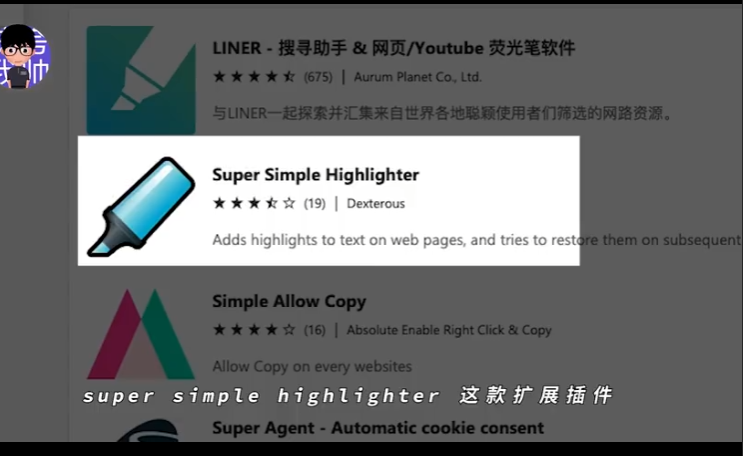 LINER - 搜寻助手 & 网页/Youtube 荧光笔软件
★★★★⯪ (675) | Aurum Planet Co., Ltd.
与LINER一起探索并汇集来自世界各地聪颖使用者们筛选的网路资源。
Super Simple Highlighter
★★★⯪☆ (19) | Dexterous
Adds highlights to text on web pages, and tries to restore them on subsequent
Simple Allow Copy
★★★★☆ (16) | Absolute Enable Right Click & Copy
Allow Copy on every websites
super simple highlighter 这款扩展插件
Super Agent - Automatic cookie consent